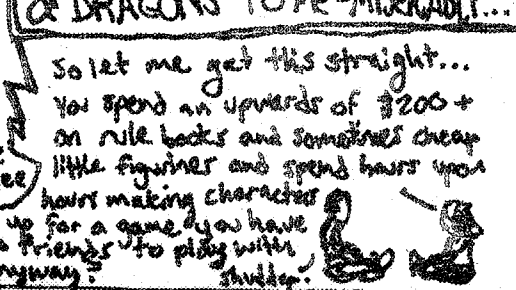 & DRAGONS TO ME-MISERABLY...
So let me get this straight...
You spend an upwards of $200+
on rule books and sometimes cheap
little figurines and spend hours upon
hours making characters
up for a game you have
friends to play with
anyway?
shudder